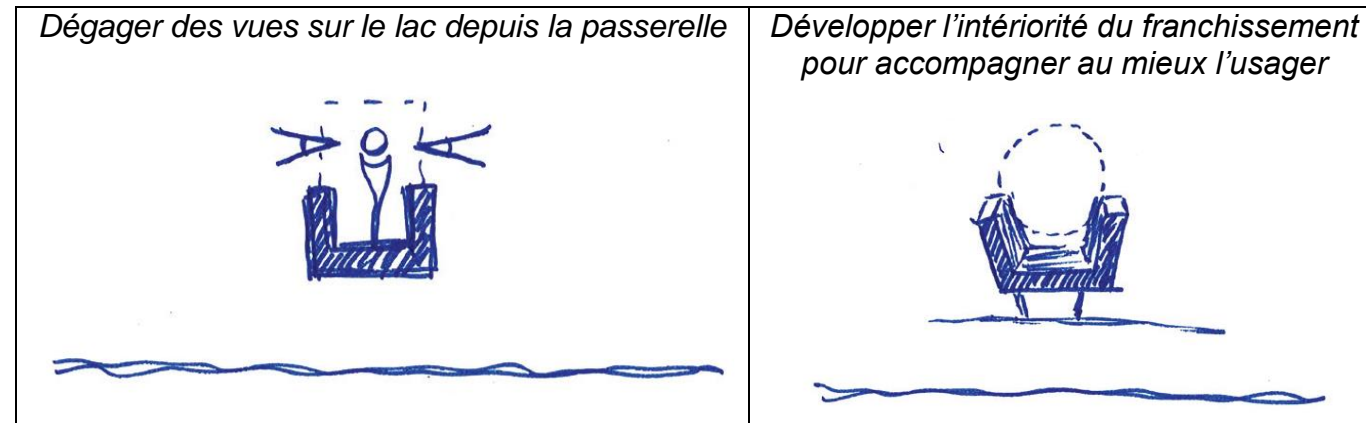 Dégager des vues sur le lac depuis la passerelle
Développer l’intériorité du franchissement
pour accompagner au mieux l’usager